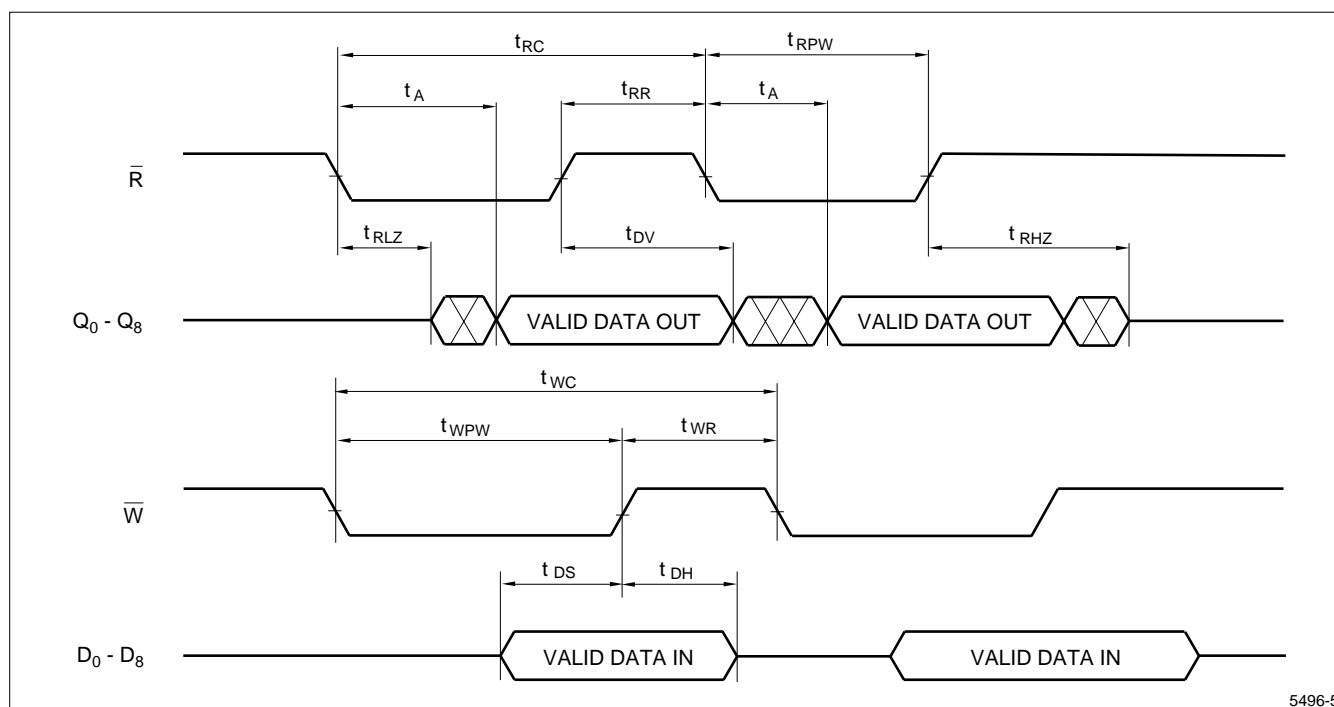 tRC
tRPW
tA
tRR
tA
R̅
tRLZ
tDV
tRHZ
Q0 - Q8
VALID DATA OUT
VALID DATA OUT
tWC
tWPW
tWR
W̅
tDS
tDH
D0 - D8
VALID DATA IN
VALID DATA IN
5496-5